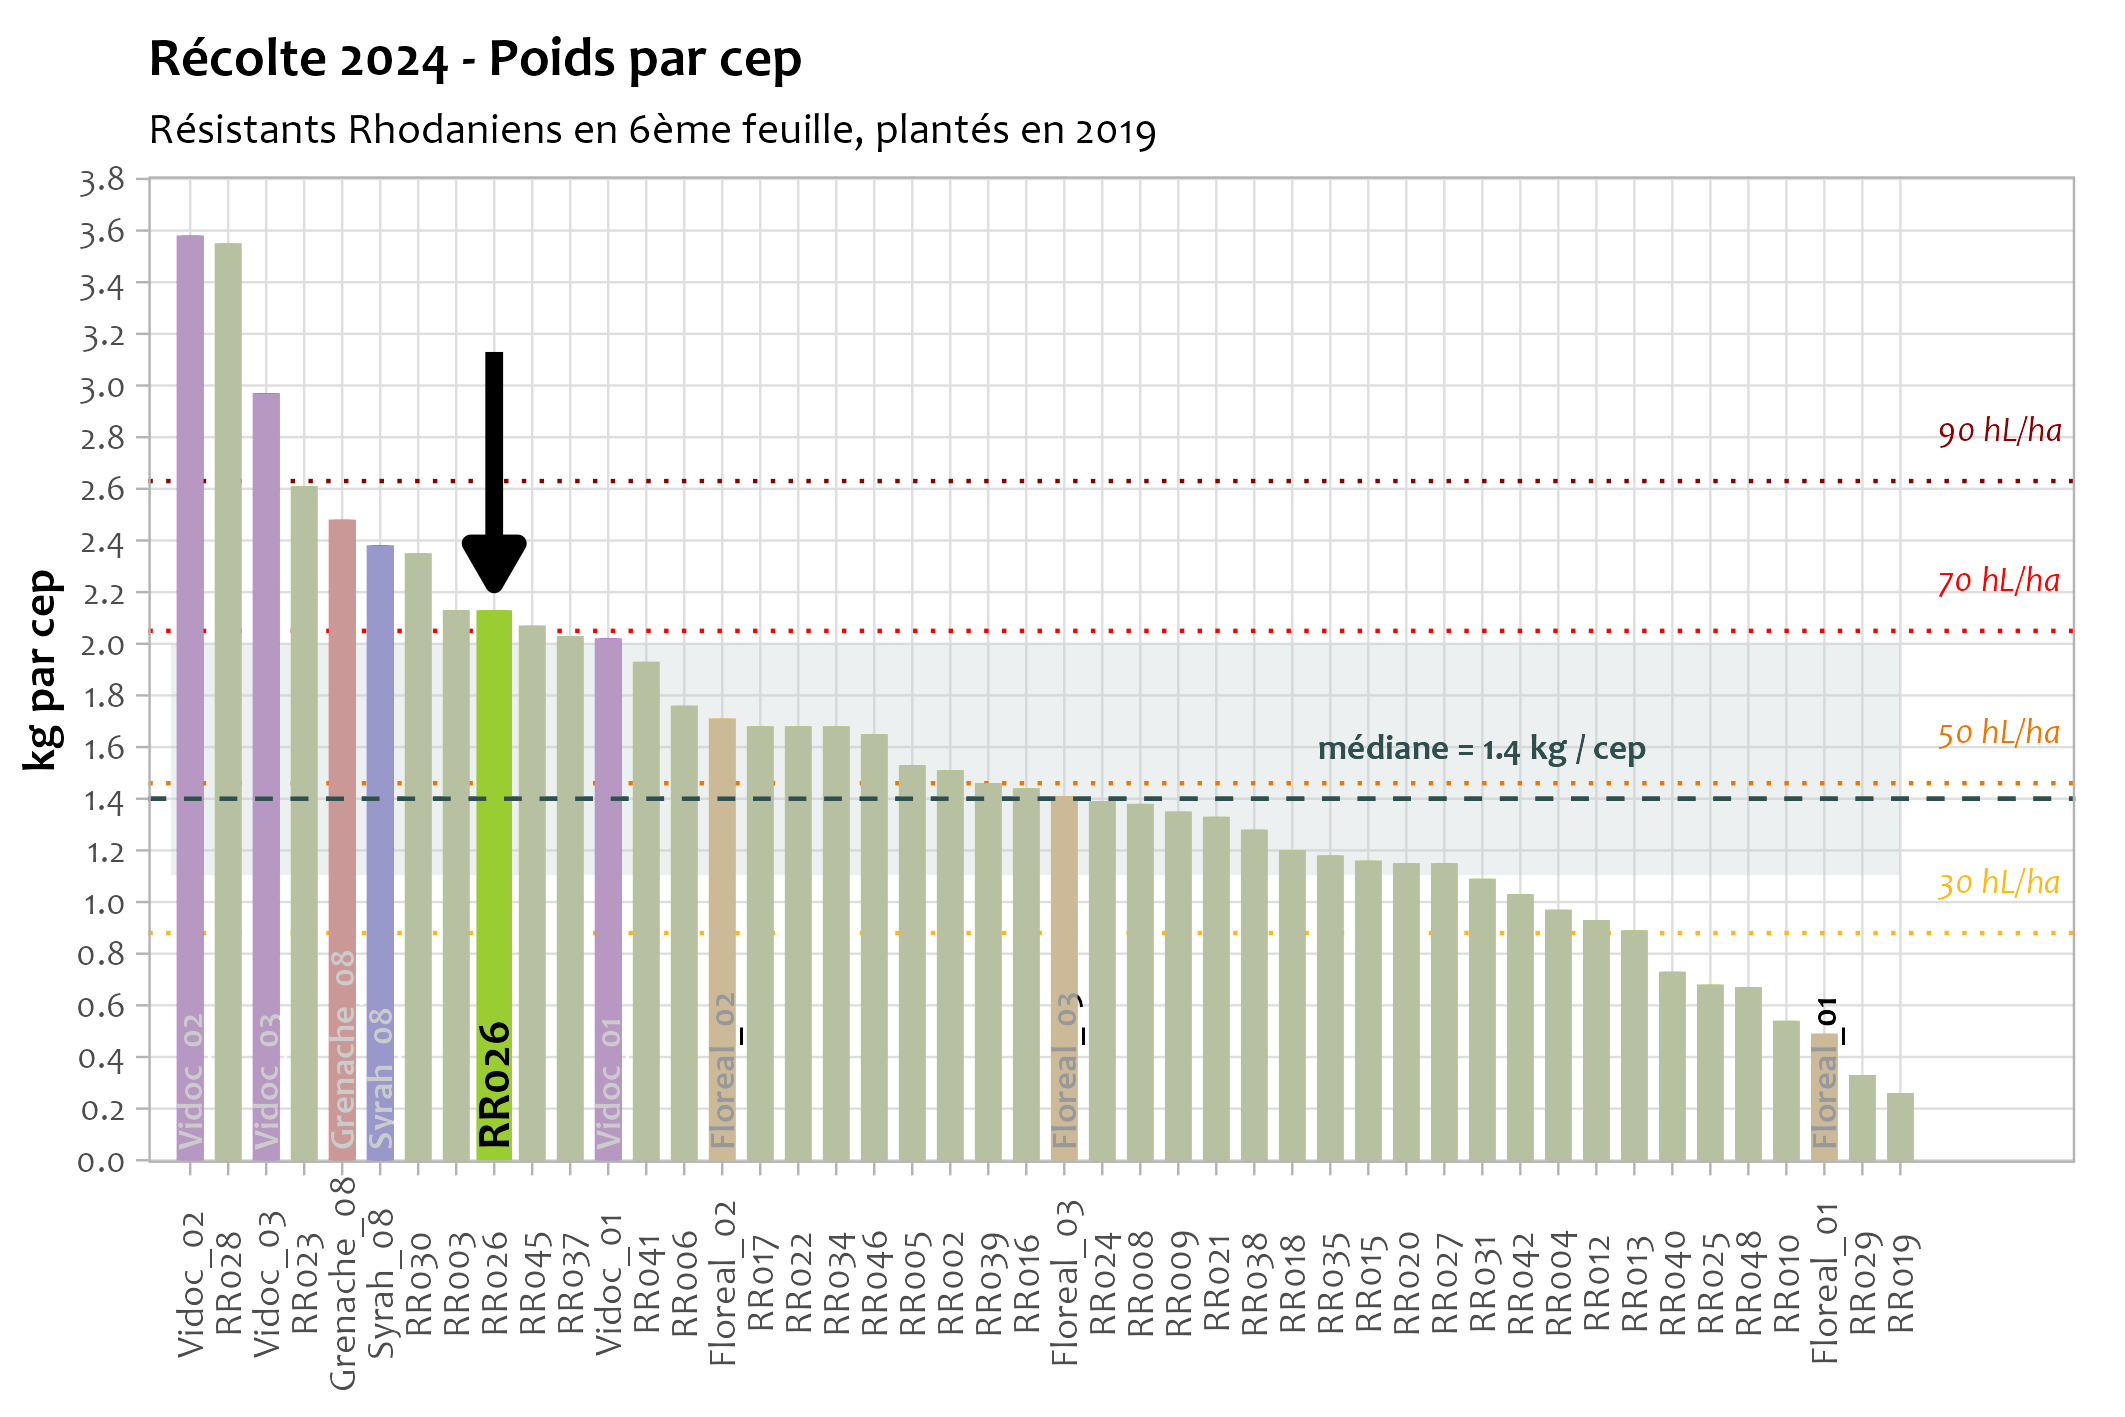 Récolte 2024 - Poids par cep
Résistants Rhodaniens en 6ème feuille, plantés en 2019
kg par cep
3.8
3.6
3.4
3.2
3.0
2.8
2.6
2.4
2.2
2.0
1.8
1.6
1.4
1.2
1.0
0.8
0.6
0.4
0.2
0.0
90 hL/ha
70 hL/ha
50 hL/ha
médiane = 1.4 kg / cep
30 hL/ha
Vidoc_02
Vidoc_03
Grenache_08
Syrah_08
RR026
Vidoc_01
Floreal_02
Floreal_03
Floreal_01
Vidoc_02
RR028
Vidoc_03
RR023
Grenache_08
Syrah_08
RR030
RR003
RR026
RR045
RR037
Vidoc_01
RR041
RR006
Floreal_02
RR017
RR022
RR034
RR046
RR005
RR002
RR039
RR016
Floreal_03
RR024
RR008
RR009
RR021
RR038
RR018
RR035
RR015
RR020
RR027
RR031
RR042
RR004
RR012
RR013
RR040
RR025
RR048
RR010
Floreal_01
RR029
RR019